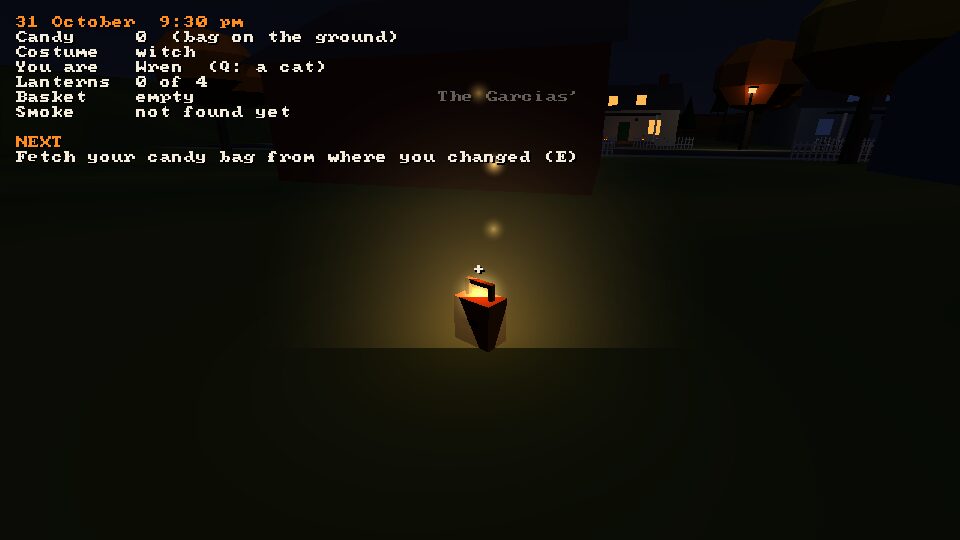 31 October 9:30 pm
Candy 0 (bag on the ground)
Costume witch
You are Wren (Q: a cat)
Lanterns 0 of 4
Basket empty
The Garcias'
Smoke not found yet
NEXT
Fetch your candy bag from where you changed (E)